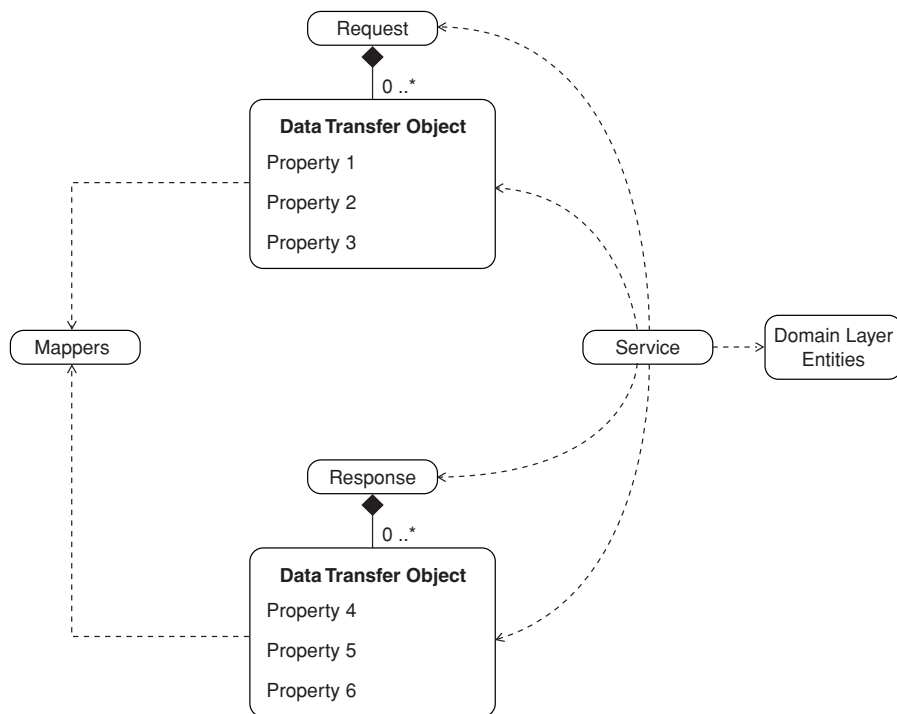 Request
0 ..*
Data Transfer Object
Property 1
Property 2
Property 3
Mappers
Service
Domain Layer
Entities
Response
0 ..*
Data Transfer Object
Property 4
Property 5
Property 6